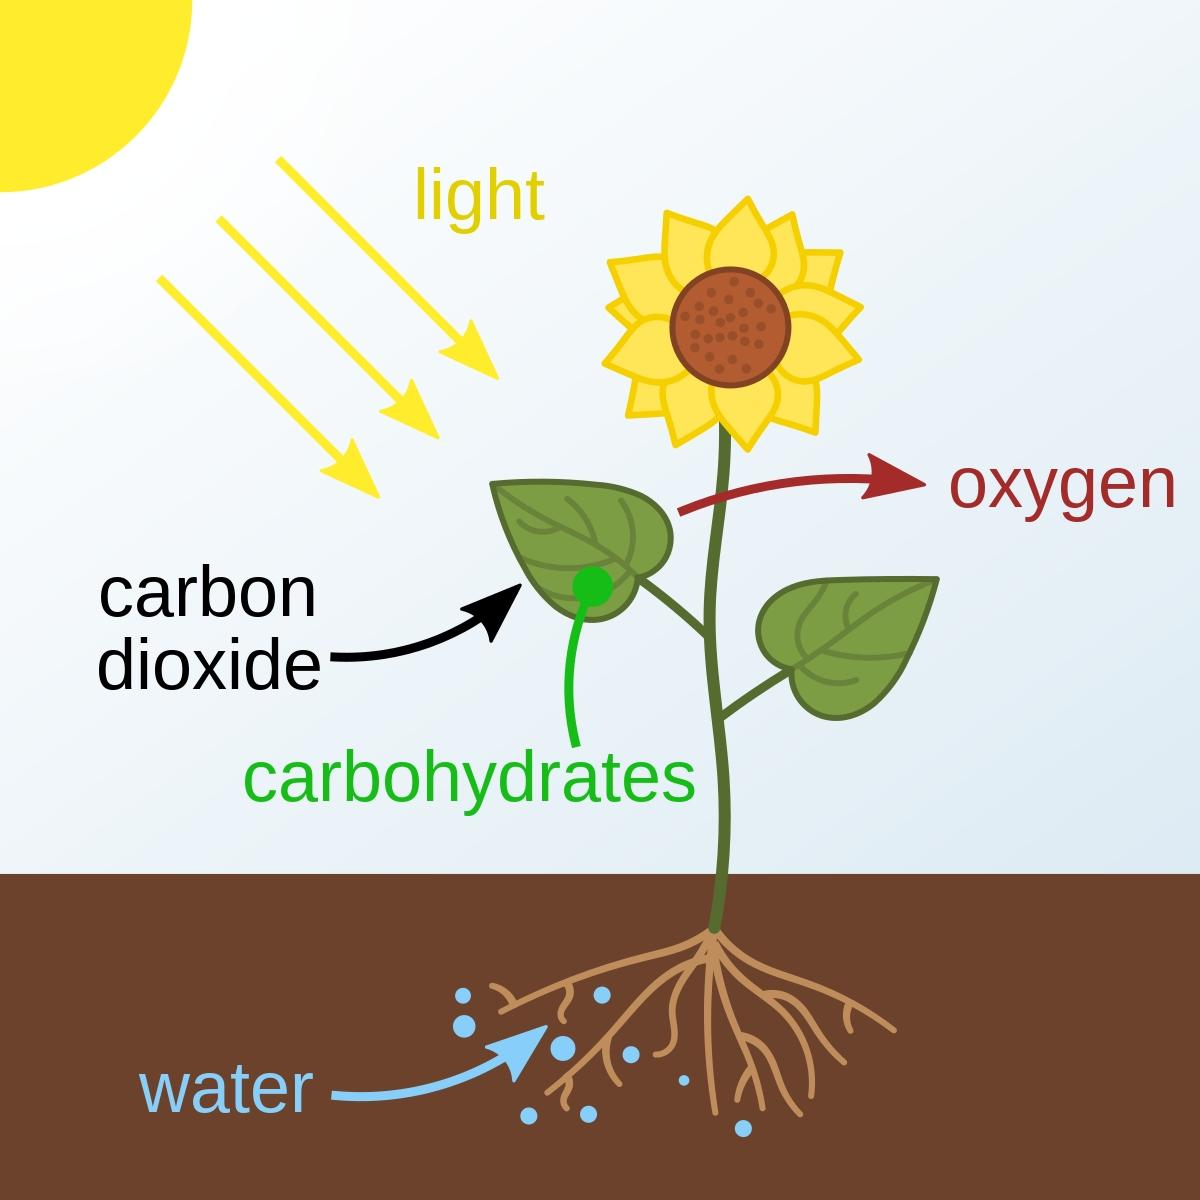 light
oxygen
carbon
dioxide
carbohydrates
water